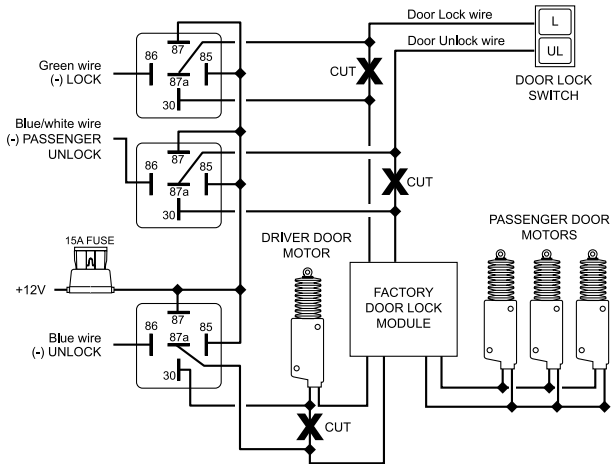 Door Lock wire
L
Door Unlock wire
UL
DOOR LOCK
SWITCH
87
86
85
87a
30
Green wire
(-) LOCK
CUT
87
86
85
87a
30
Blue/white wire
(-) PASSENGER
UNLOCK
CUT
15A FUSE
+12V
DRIVER DOOR
MOTOR
PASSENGER DOOR
MOTORS
FACTORY
DOOR LOCK
MODULE
87
86
85
87a
30
Blue wire
(-) UNLOCK
CUT